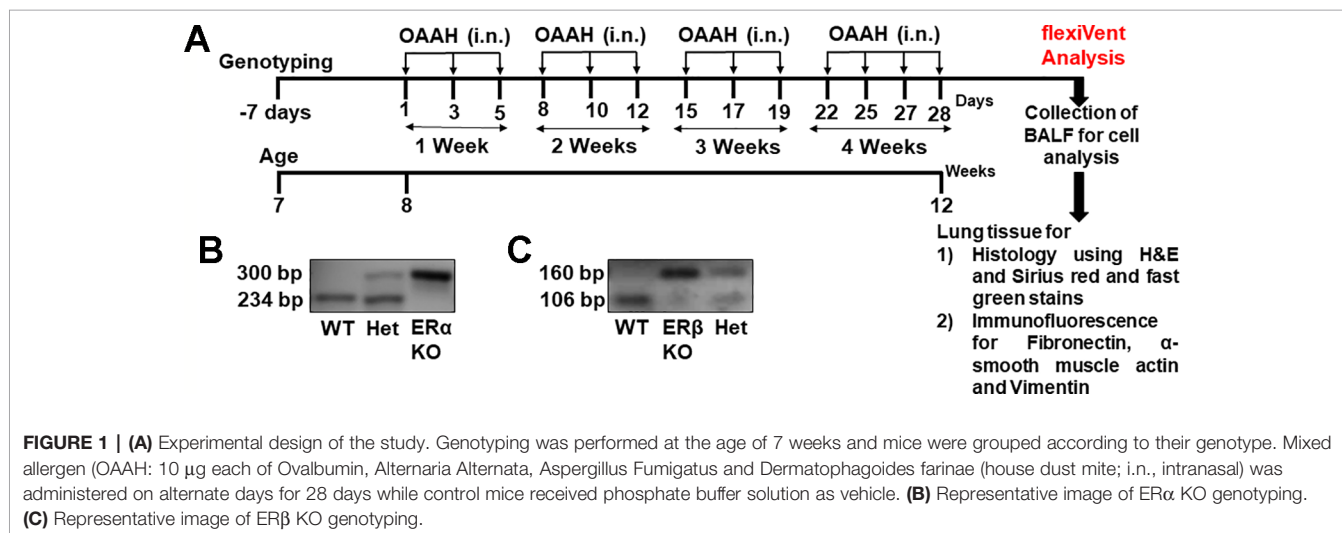 A
OAAH (i.n.) OAAH (i.n.) OAAH (i.n.) OAAH (i.n.)
flexiVent
Analysis
Genotyping
-7 days
1 3 5 8 10 12 15 17 19 22 25 27 28 Days
1 Week 2 Weeks 3 Weeks 4 Weeks
Collection of
BALF for cell
analysis
Age
Weeks
7 8 12
Lung tissue for
1) Histology using H&E
and Sirius red and fast
green stains
2) Immunofluorescence
for Fibronectin, α-
smooth muscle actin
and Vimentin
B
300 bp
234 bp
WT Het ERα
KO
C
160 bp
106 bp
WT ERβ Het
KO
FIGURE 1 | (A) Experimental design of the study. Genotyping was performed at the age of 7 weeks and mice were grouped according to their genotype. Mixed
allergen (OAAH: 10 μg each of Ovalbumin, Alternaria Alternata, Aspergillus Fumigatus and Dermatophagoides farinae (house dust mite; i.n., intranasal) was
administered on alternate days for 28 days while control mice received phosphate buffer solution as vehicle. (B) Representative image of ERα KO genotyping.
(C) Representative image of ERβ KO genotyping.